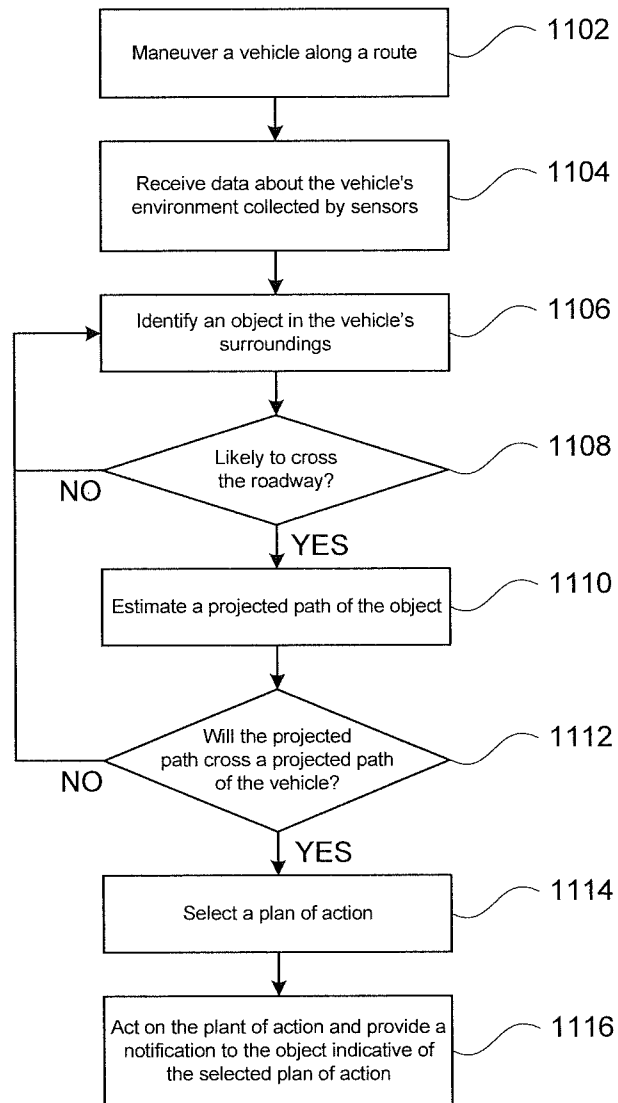 Maneuver a vehicle along a route
1102
Receive data about the vehicle's
environment collected by sensors
1104
Identify an object in the vehicle's
surroundings
1106
Likely to cross
the roadway?
1108
NO
YES
Estimate a projected path of the object
1110
Will the projected
path cross a projected path
of the vehicle?
1112
NO
YES
Select a plan of action
1114
Act on the plant of action and provide a
notification to the object indicative of
the selected plan of action
1116